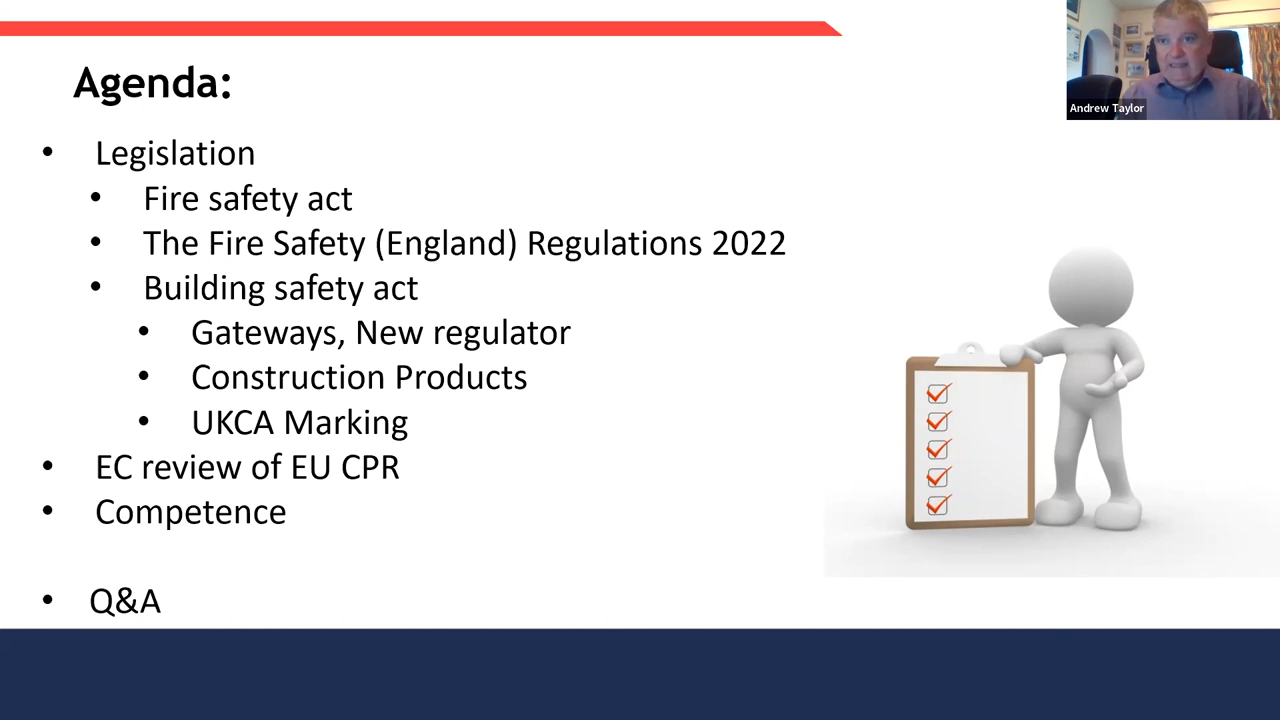 Agenda:
• Legislation
• Fire safety act
• The Fire Safety (England) Regulations 2022
• Building safety act
• Gateways, New regulator
• Construction Products
• UKCA Marking
• EC review of EU CPR
• Competence
• Q&A
Andrew Taylor